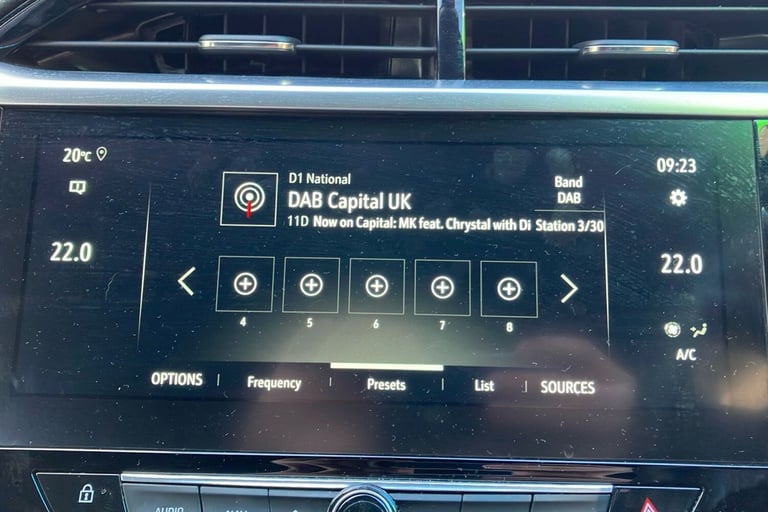 20°C
09:23
D1 National
DAB Capital UK
Band
DAB
11D Now on Capital: MK feat. Chrystal with Di Station 3/30
22.0
22.0
4 5 6 7 8
A/C
OPTIONS Frequency Presets List SOURCES
AUDIO